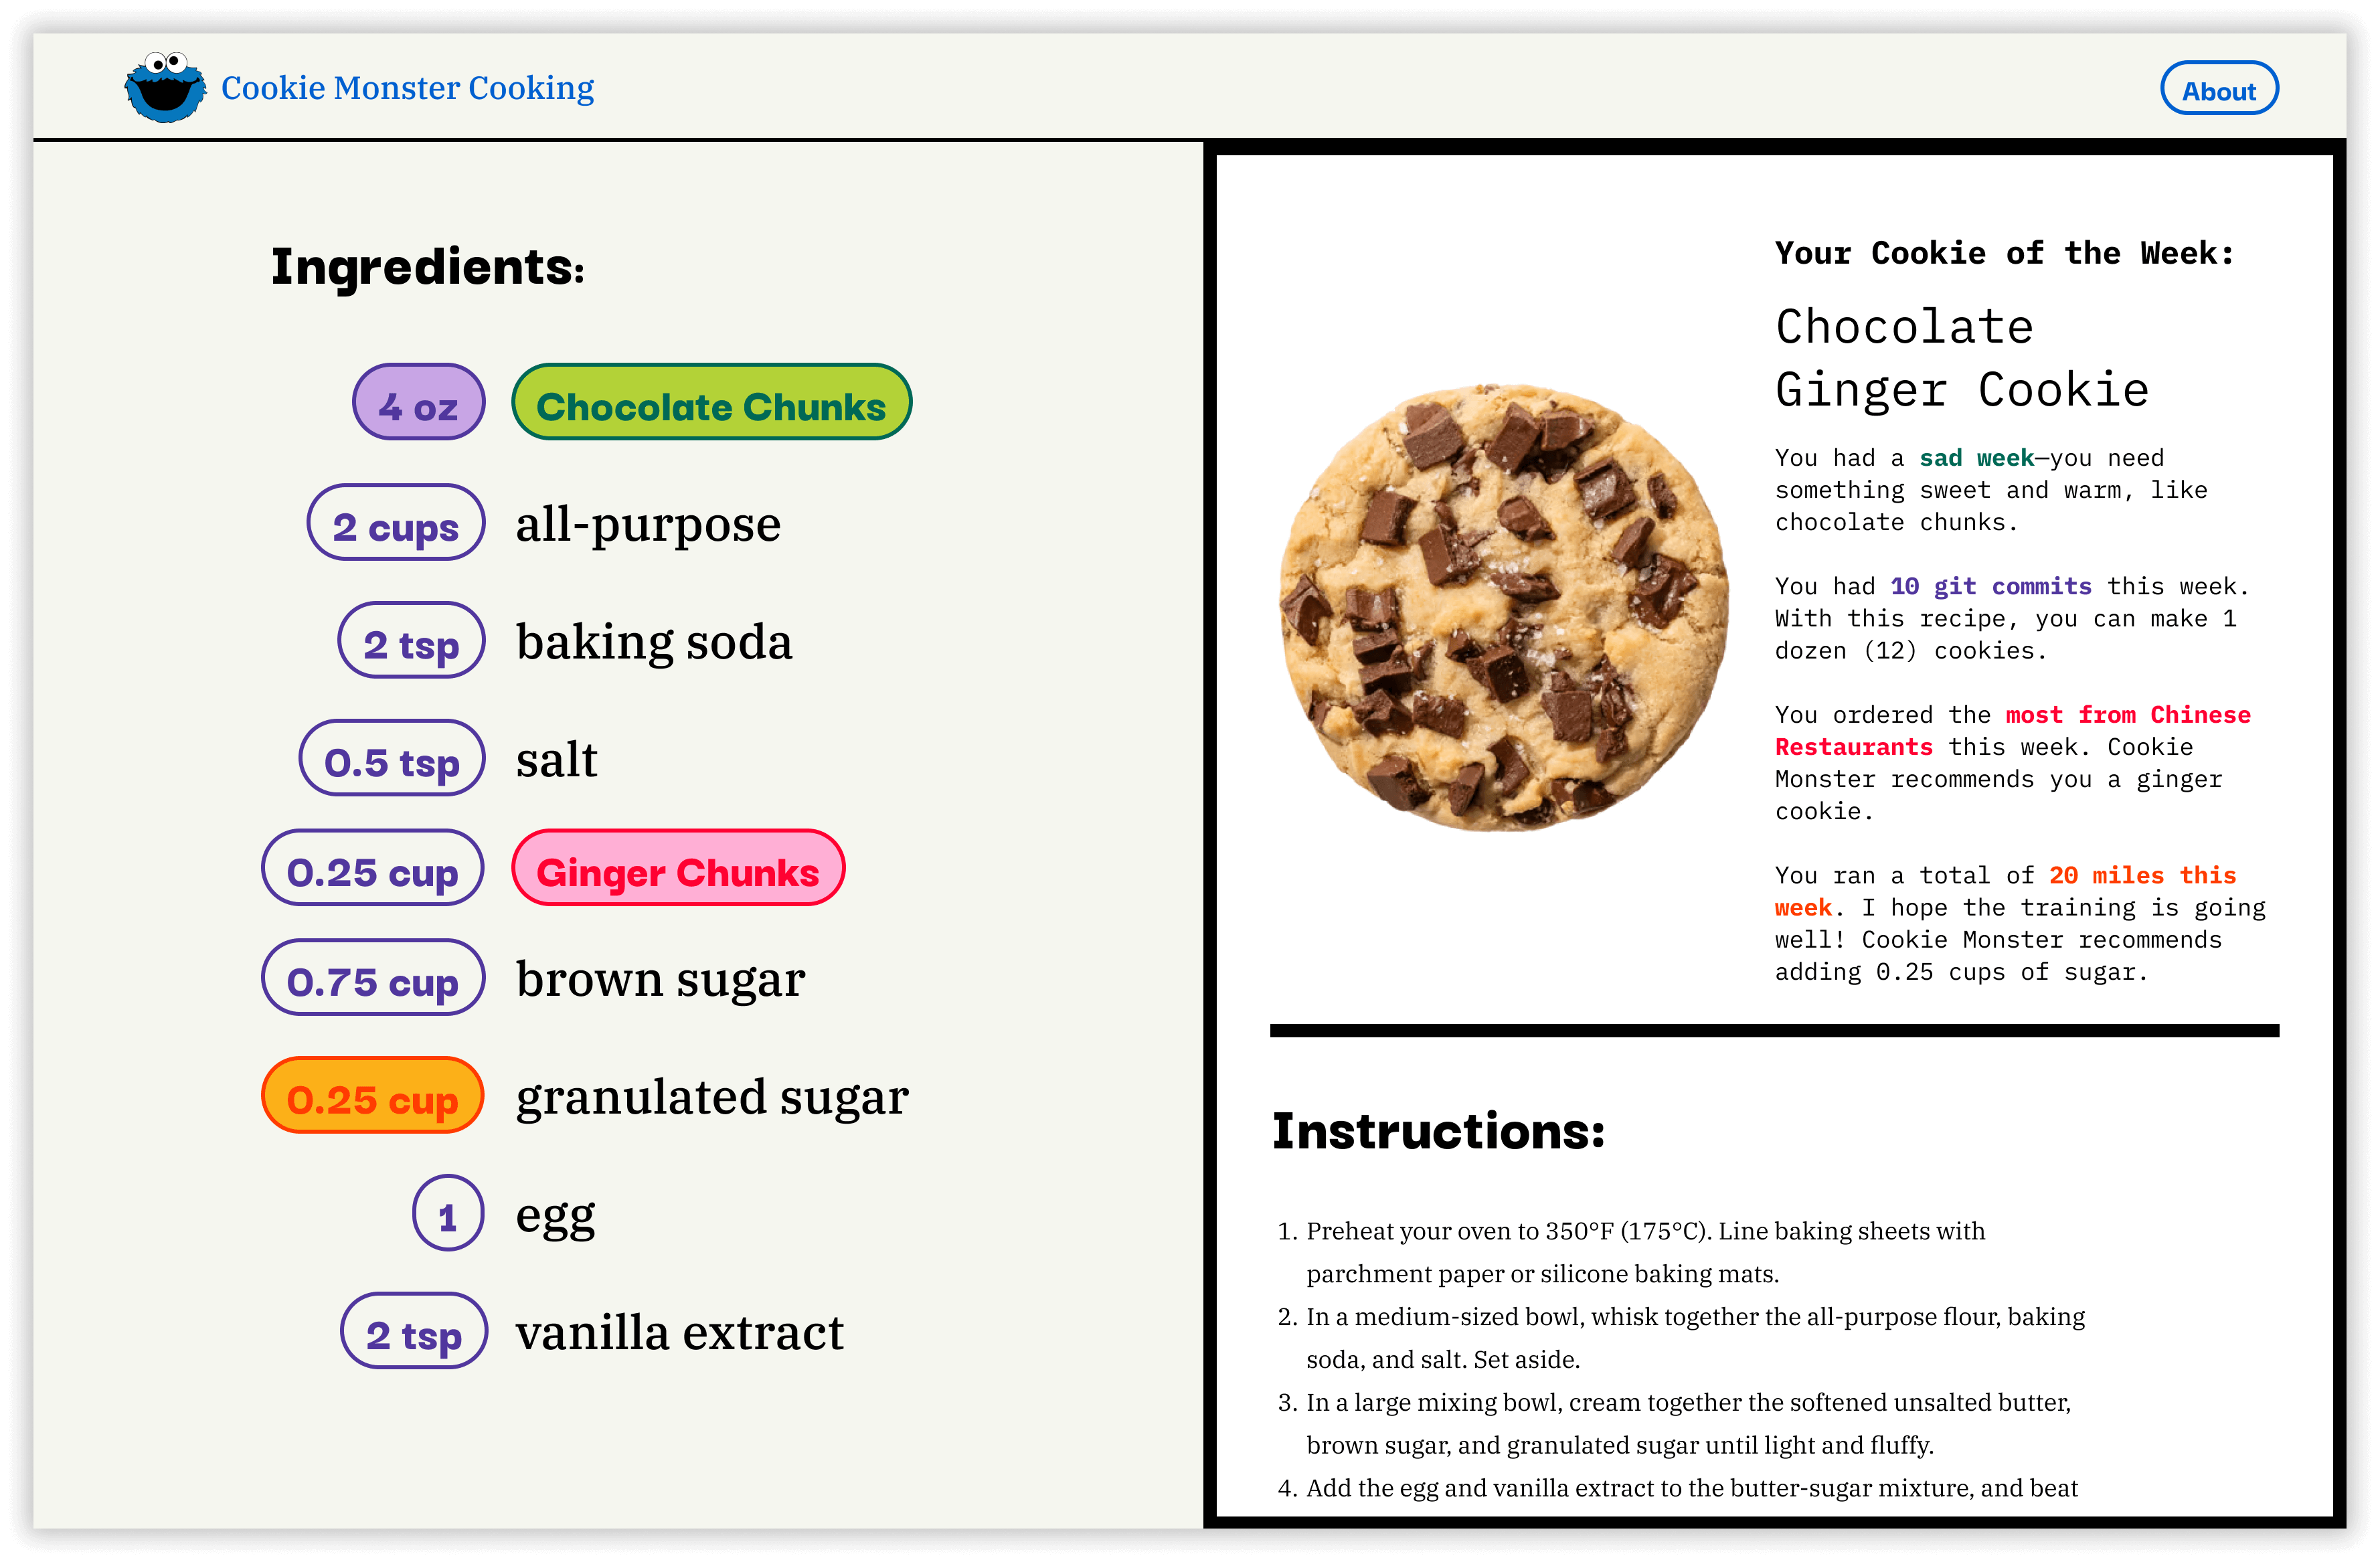 Cookie Monster Cooking
About
Ingredients:
4 oz Chocolate Chunks
2 cups all-purpose
2 tsp baking soda
0.5 tsp salt
0.25 cup Ginger Chunks
0.75 cup brown sugar
0.25 cup granulated sugar
1 egg
2 tsp vanilla extract
Your Cookie of the Week:
Chocolate
Ginger Cookie
You had a sad week—you need
something sweet and warm, like
chocolate chunks.
You had 10 git commits this week.
With this recipe, you can make 1
dozen (12) cookies.
You ordered the most from Chinese
Restaurants this week. Cookie
Monster recommends you a ginger
cookie.
You ran a total of 20 miles this
week. I hope the training is going
well! Cookie Monster recommends
adding 0.25 cups of sugar.
Instructions:
1. Preheat your oven to 350°F (175°C). Line baking sheets with
parchment paper or silicone baking mats.
2. In a medium-sized bowl, whisk together the all-purpose flour, baking
soda, and salt. Set aside.
3. In a large mixing bowl, cream together the softened unsalted butter,
brown sugar, and granulated sugar until light and fluffy.
4. Add the egg and vanilla extract to the butter-sugar mixture, and beat